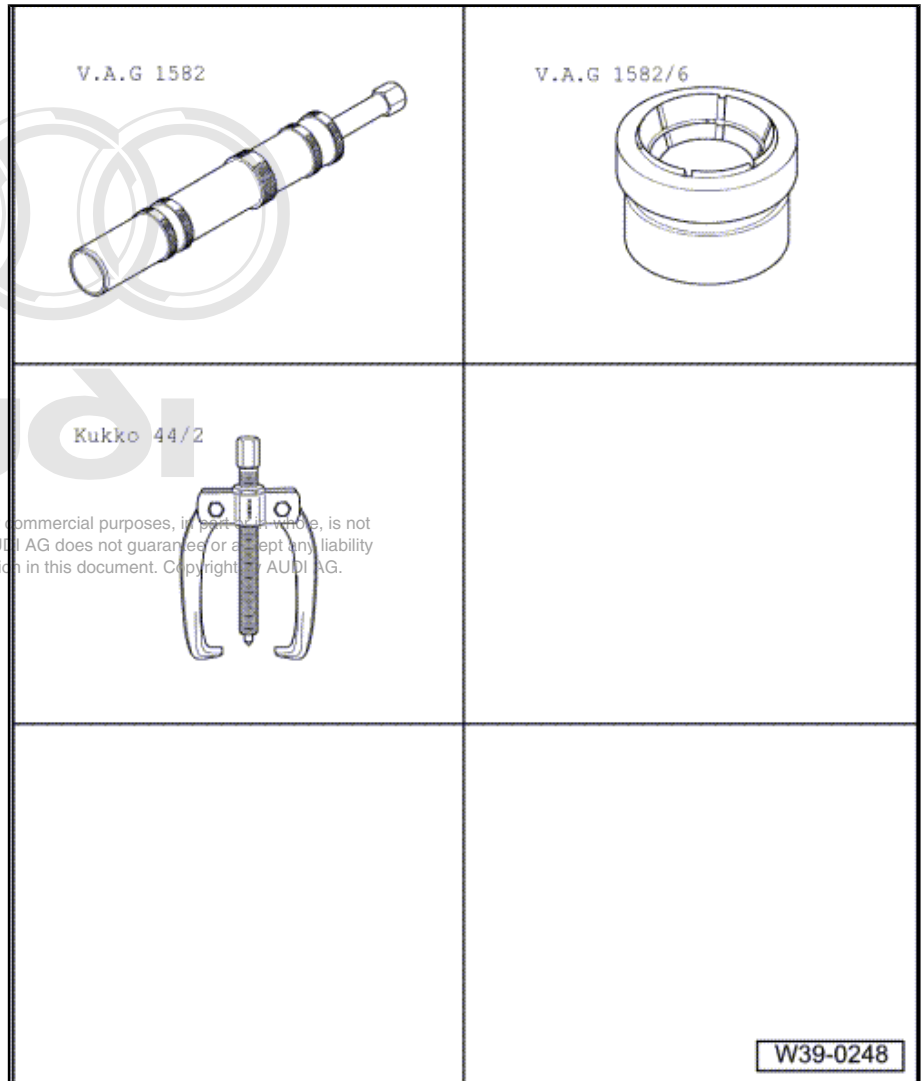 V.A.G 1582
V.A.G 1582/6
Kukko 44/2
commercial purposes, in part or in whole, is not
AUDI AG does not guarantee or accept any liability
in this document. Copyright by AUDI AG.
W39-0248